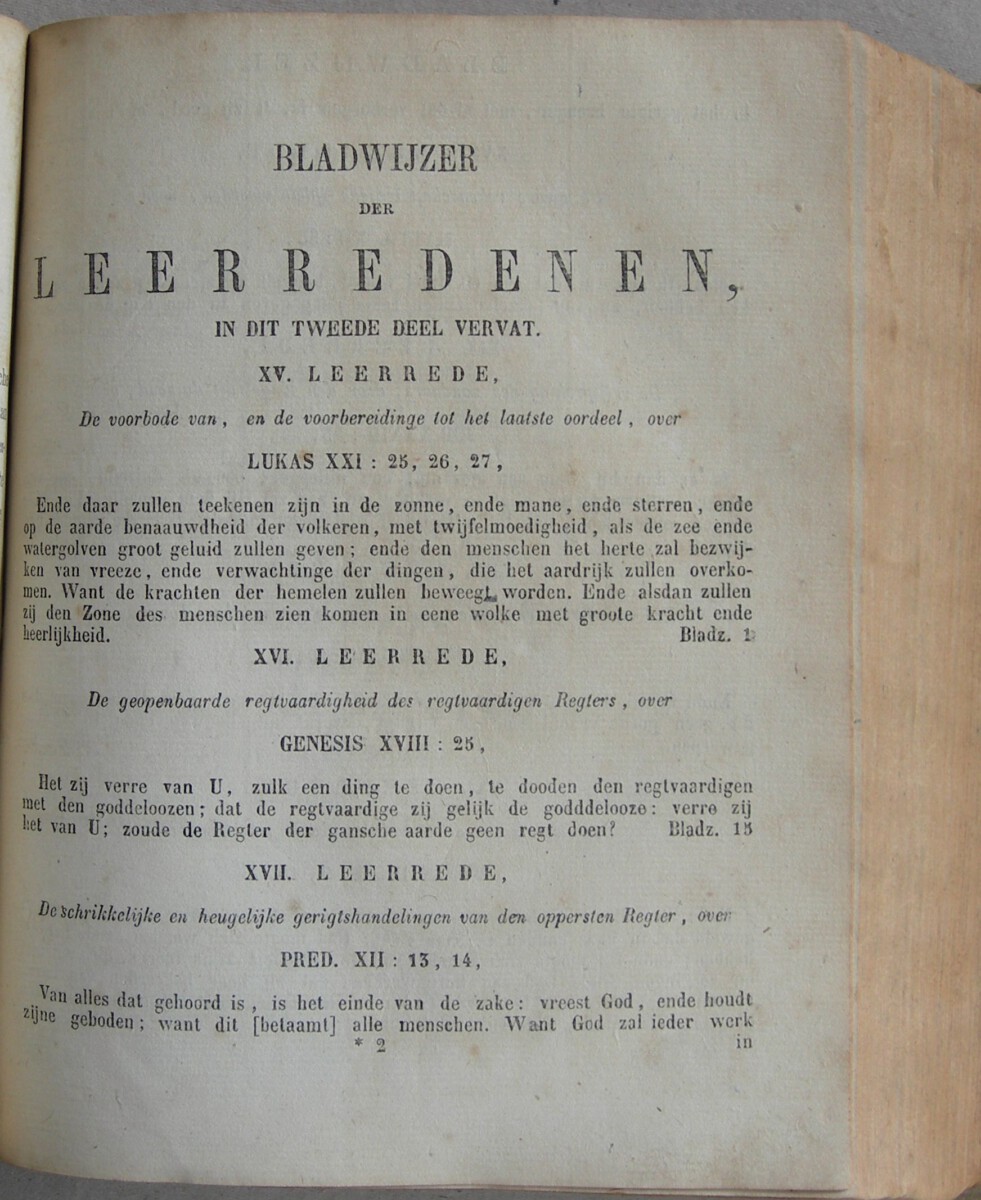 BLADWIJZER
DER
LEERREDENEN,
IN DIT TWEEDE DEEL VERVAT.
XV. LEERREDE,
De voorbode van, en de voorbereidinge tot het laatste oordeel, over
LUKAS XXI: 25, 26, 27,
Ende daar zullen teekenen zijn in de zonne, ende mane, ende sterren, ende
op de aarde benaauwdheid der volkeren, met twijfelmoedigheid, als de zee ende
watergolven groot geluid zullen geven; ende den menschen het herte zal bezwij-
ken van vreeze, ende verwachtinge der dingen, die het aardrijk zullen overko-
men. Want de krachten der hemelen zullen beweegt worden. Ende alsdan zullen
zij den Zone des menschen zien komen in eene wolke met groote kracht ende
heerlijkheid. Bladz. 1
XVI. LEERREDE,
De geopenbaarde regtvaardigheid des regtvaardigen Regters, over
GENESIS XVIII: 25,
Het zij verre van U, zulk een ding te doen, te dooden den regtvaardigen
met den goddeloozen; dat de regtvaardige zij gelijk de godddelooze: verre zij
het van U; zoude de Regter der gansche aarde geen regt doen? Bladz. 15
XVII. LEERREDE,
De schrikkelijke en heugelijke gerigtshandelingen van den oppersten Regter, over
PRED. XII: 13, 14,
Van alles dat gehoord is, is het einde van de zake: vreest God, ende houdt
zijne geboden; want dit [betaamt] alle menschen. Want God zal ieder werk
* 2 in